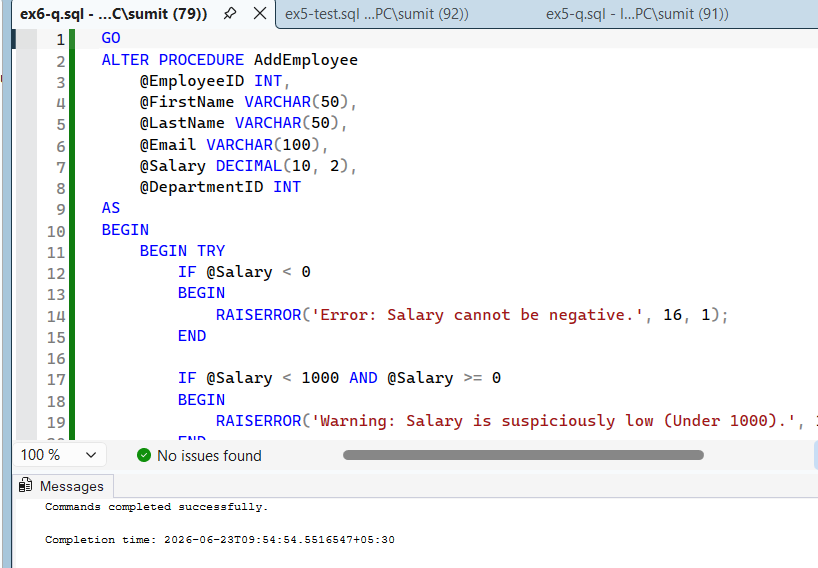 ex6-q.sql - ...C\sumit (79)) ex5-test.sql ...PC\sumit (92)) ex5-q.sql - l...PC\sumit (91))
1 GO
2 ALTER PROCEDURE AddEmployee
3 @EmployeeID INT,
4 @FirstName VARCHAR(50),
5 @LastName VARCHAR(50),
6 @Email VARCHAR(100),
7 @Salary DECIMAL(10, 2),
8 @DepartmentID INT
9 AS
10 BEGIN
11 BEGIN TRY
12 IF @Salary < 0
13 BEGIN
14 RAISERROR('Error: Salary cannot be negative.', 16, 1);
15 END
16
17 IF @Salary < 1000 AND @Salary >= 0
18 BEGIN
19 RAISERROR('Warning: Salary is suspiciously low (Under 1000).',
END
100 % No issues found
Messages
Commands completed successfully.
Completion time: 2026-06-23T09:54:54.5516547+05:30